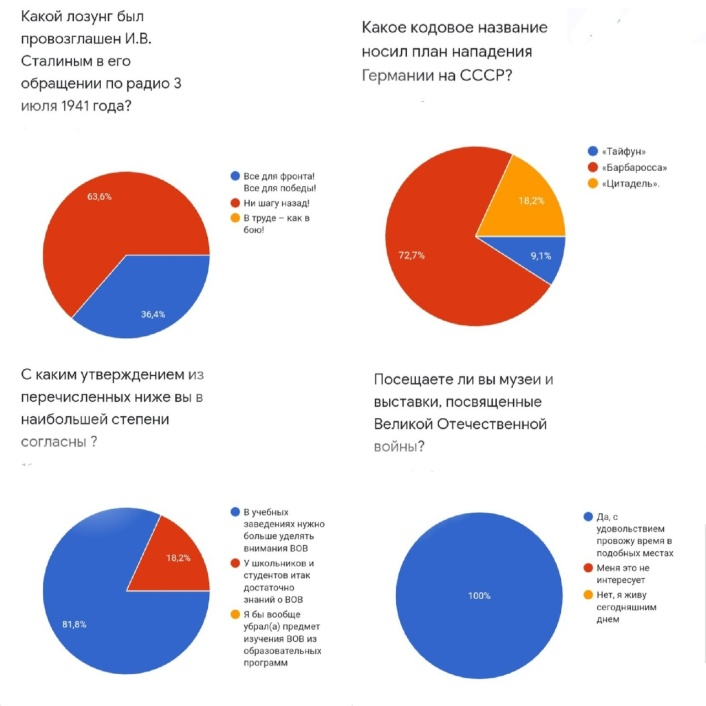 Какой лозунг был
провозглашен И.В.
Сталиным в его
обращении по радио 3
июля 1941 года?
63,6%
36,4%
Все для фронта!
Все для победы!
Ни шагу назад!
В труде – как в
бою!
Какое кодовое название
носил план нападения
Германии на СССР?
18,2%
72,7%
9,1%
«Тайфун»
«Барбаросса»
«Цитадель».
С каким утверждением из
перечисленных ниже вы в
наибольшей степени
согласны ?
18,2%
81,8%
В учебных
заведениях нужно
больше уделять
внимания ВОВ
У школьников и
студентов итак
достаточно
знаний о ВОВ
Я бы вообще
убрал(а) предмет
изучения ВОВ из
образовательных
программ
Посещаете ли вы музеи и
выставки, посвященные
Великой Отечественной
войны?
100%
Да, с
удовольствием
провожу время в
подобных местах
Меня это не
интересует
Нет, я живу
сегодняшним
днем